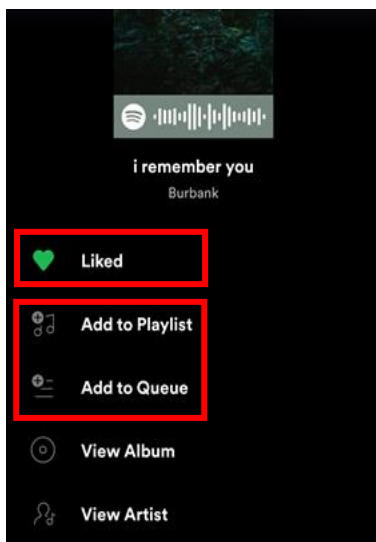 i remember you
Burbank
Liked
Add to Playlist
Add to Queue
View Album
View Artist